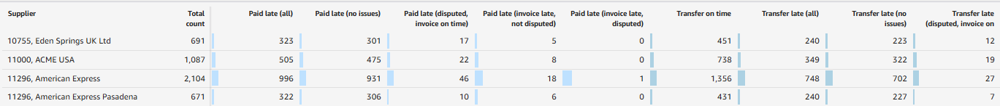 Supplier Total count Paid late (all) Paid late (no issues) Paid late (disputed, invoice on time) Paid late (invoice late, not disputed) Paid late (invoice late, disputed) Transfer on time Transfer late (all) Transfer late (no issues) Transfer late (disputed, invoice on
10755, Eden Springs UK Ltd 691 323 301 17 5 0 451 240 223 12
11000, ACME USA 1,087 505 475 22 8 0 738 349 322 19
11296, American Express 2,104 996 931 46 18 1 1,356 748 702 27
11296, American Express Pasadena 671 322 306 10 6 0 431 240 227 7